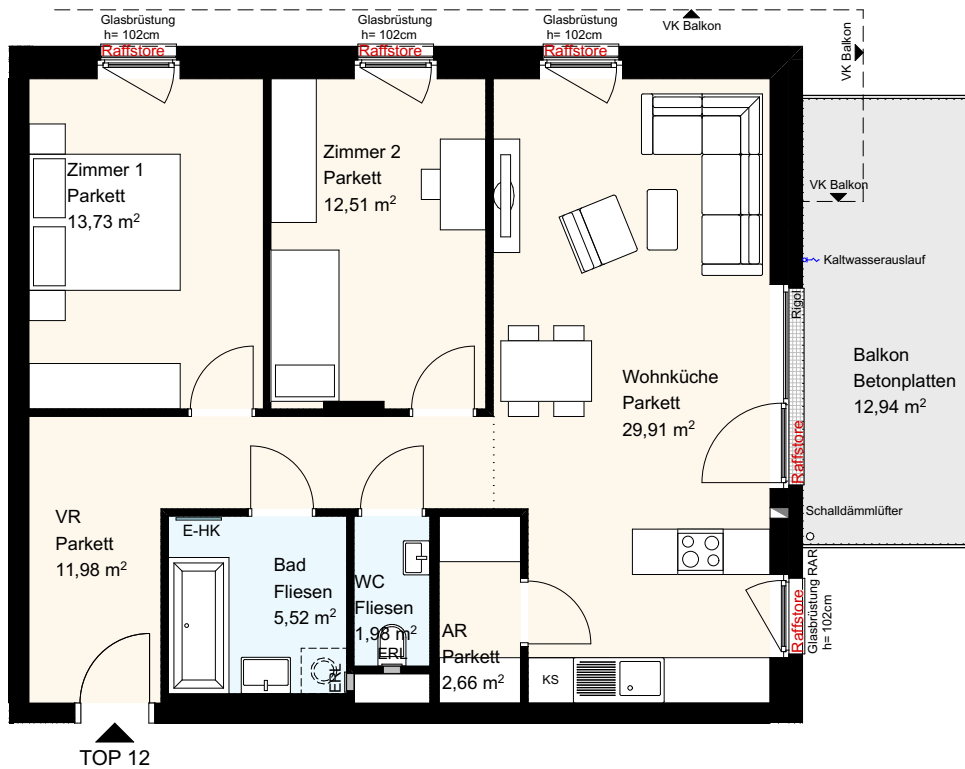 Glasbrüstung
h= 102cm
Raffstore
Glasbrüstung
h= 102cm
Raffstore
Glasbrüstung
h= 102cm
Raffstore
VK Balkon
VK Balkon
VK Balkon
Zimmer 1
Parkett
13,73 m²
Zimmer 2
Parkett
12,51 m²
Kaltwasserauslauf
Rigol
Raffstore
Balkon
Betonplatten
12,94 m²
Wohnküche
Parkett
29,91 m²
Schalldämmlüfter
VR
Parkett
11,98 m²
E-HK
Bad
Fliesen
5,52 m²
ERL
WC
Fliesen
1,98 m²
ERL
AR
Parkett
2,66 m²
KS
Raffstore
Glasbrüstung RAR
h= 102cm
TOP 12